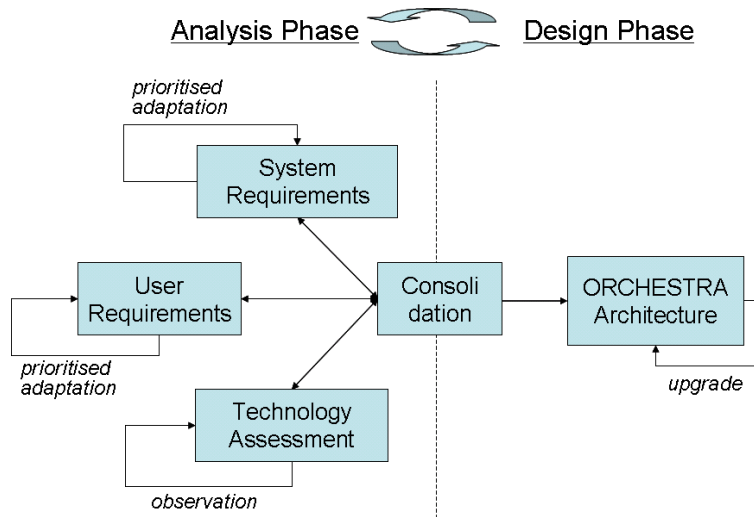 Analysis Phase
Design Phase
prioritised
adaptation
System
Requirements
User
Requirements
Consoli
dation
ORCHESTRA
Architecture
prioritised
adaptation
upgrade
Technology
Assessment
observation